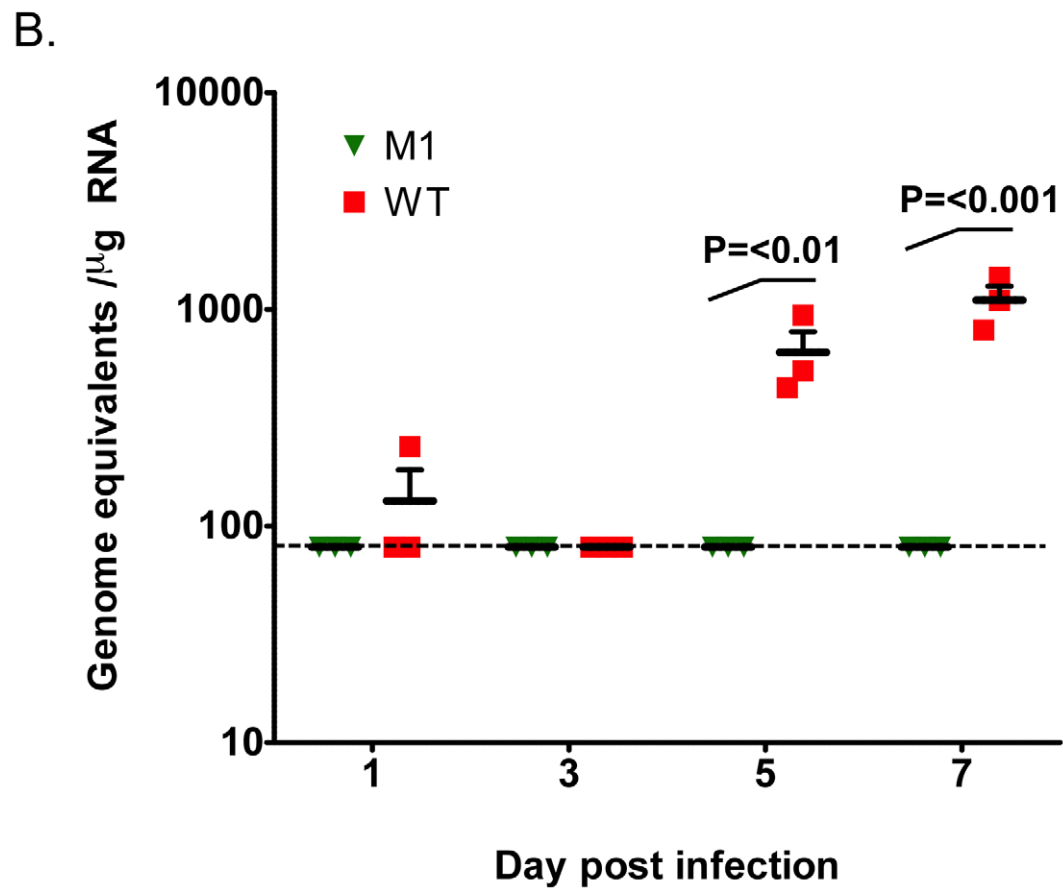 B.
10000
1000
100
10
Genome equivalents /μg RNA
M1
WT
P=<0.01
P=<0.001
1 3 5 7
Day post infection